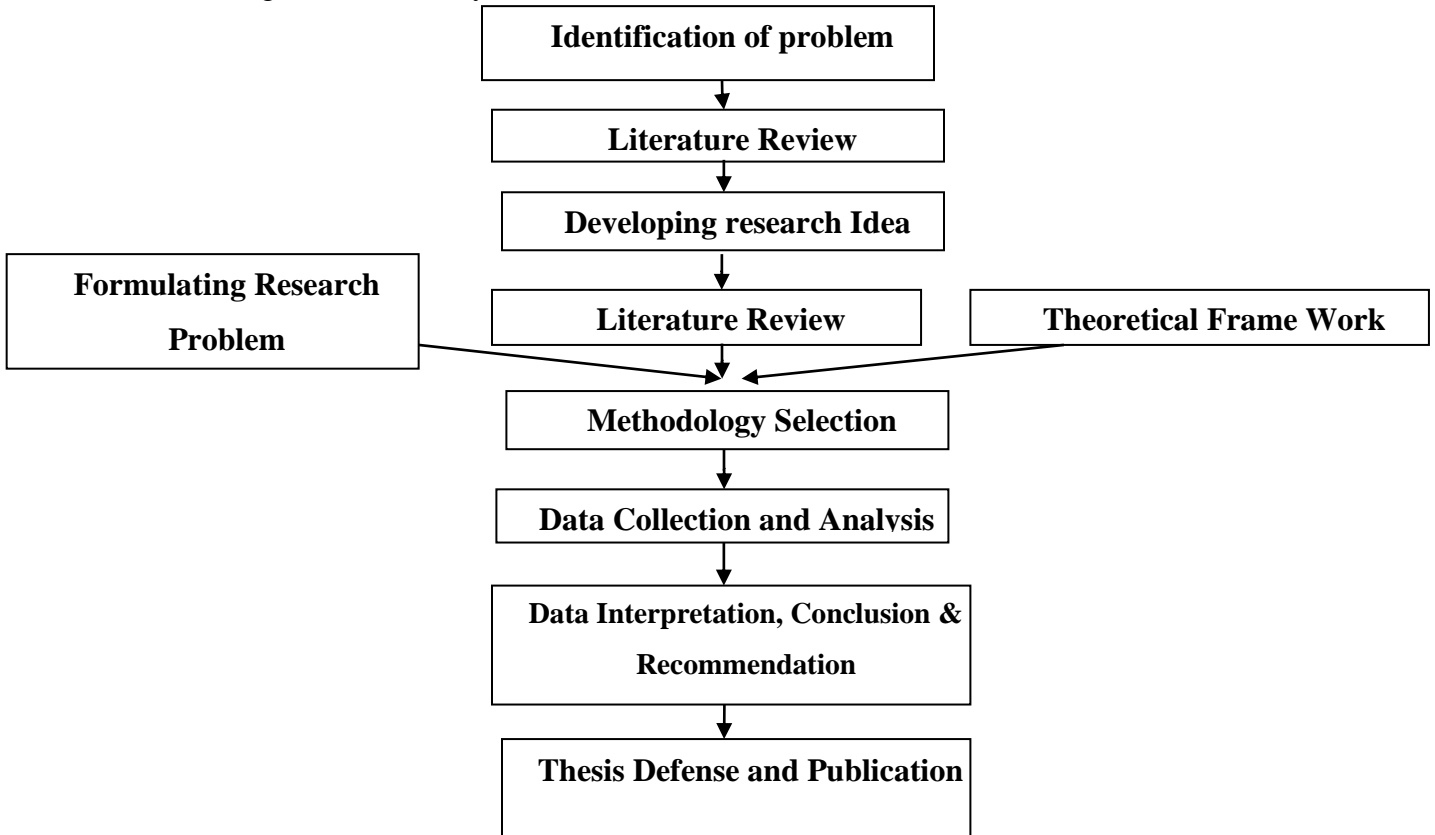 Identification of problem
Literature Review
Developing research Idea
Formulating Research
Problem
Literature Review
Theoretical Frame Work
Methodology Selection
Data Collection and Analysis
Data Interpretation, Conclusion &
Recommendation
Thesis Defense and Publication